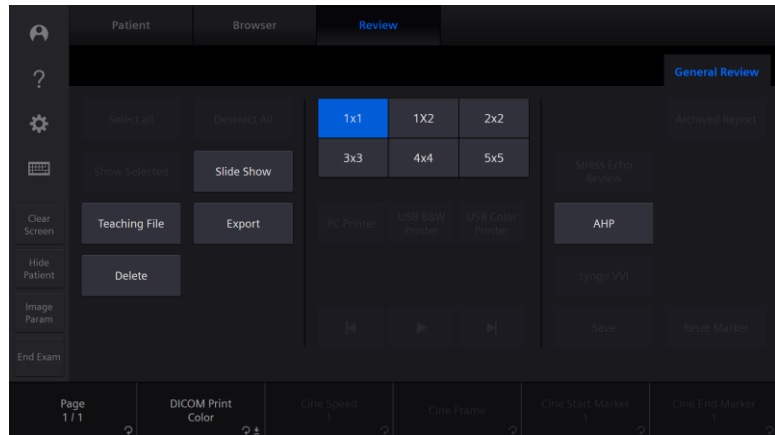 Patient
Browser
Review
?
General Review
Select all
Deselect All
1x1
1X2
2x2
Archived Report
Show Selected
Slide Show
3x3
4x4
5x5
Stress Echo
Review
Clear
Screen
Teaching File
Export
PC Printer
USB B&W
Printer
USB Color
Printer
AHP
Hide
Patient
Delete
syngo VVI
Image
Param
Save
Reset Marker
End Exam
Page
1 / 1
DICOM Print
Color
Cine Speed
1
Cine Frame
Cine Start Marker
1
Cine End Marker
1